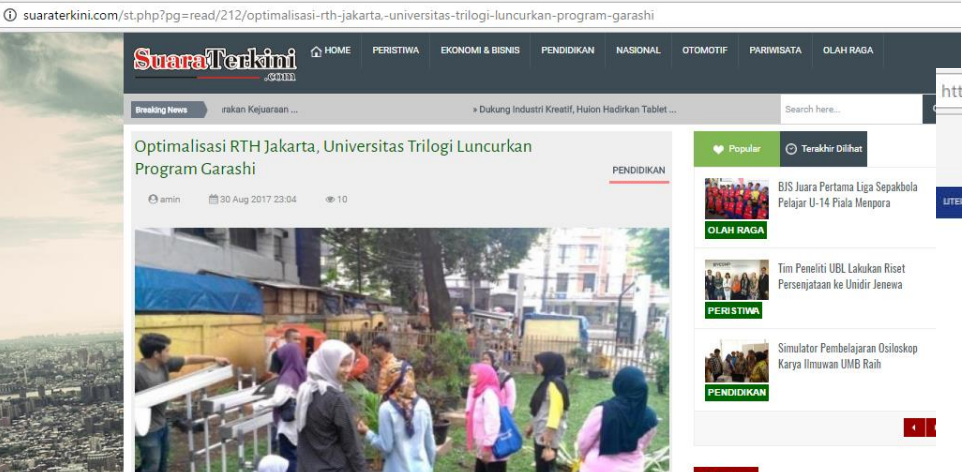 suaraterkini.com/st.php?pg=read/212/optimalisasi-rth-jakarta,-universitas-trilogi-luncurkan-program-garashi
SuaraTerkini
.com
HOME PERISTIWA EKONOMI & BISNIS PENDIDIKAN NASIONAL OTOMOTIF PARIWISATA OLAH RAGA
Breaking News Kejuaraan ... » Dukung Industri Kreatif, Huion Hadirkan Tablet ... Search here...
Optimalisasi RTH Jakarta, Universitas Trilogi Luncurkan
Program Garashi
PENDIDIKAN
amin 30 Aug 2017 23:04 10
Popular Terakhir Dilihat
BJS Juara Pertama Liga Sepakbola
Pelajar U-14 Piala Menpora
OLAH RAGA
Tim Peneliti UBL Lakukan Riset
Persenjataan ke Unidir Jenewa
PERISTIWA
Simulator Pembelajaran Osiloskop
Karya Ilmuwan UMB Raih
PENDIDIKAN